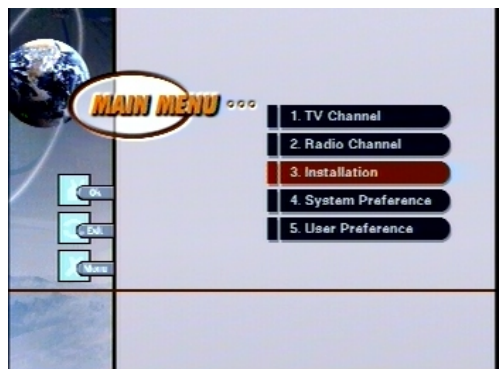 MAIN MENU
1. TV Channel
2. Radio Channel
3. Installation
4. System Preference
5. User Preference
Ok
Exit
Menu